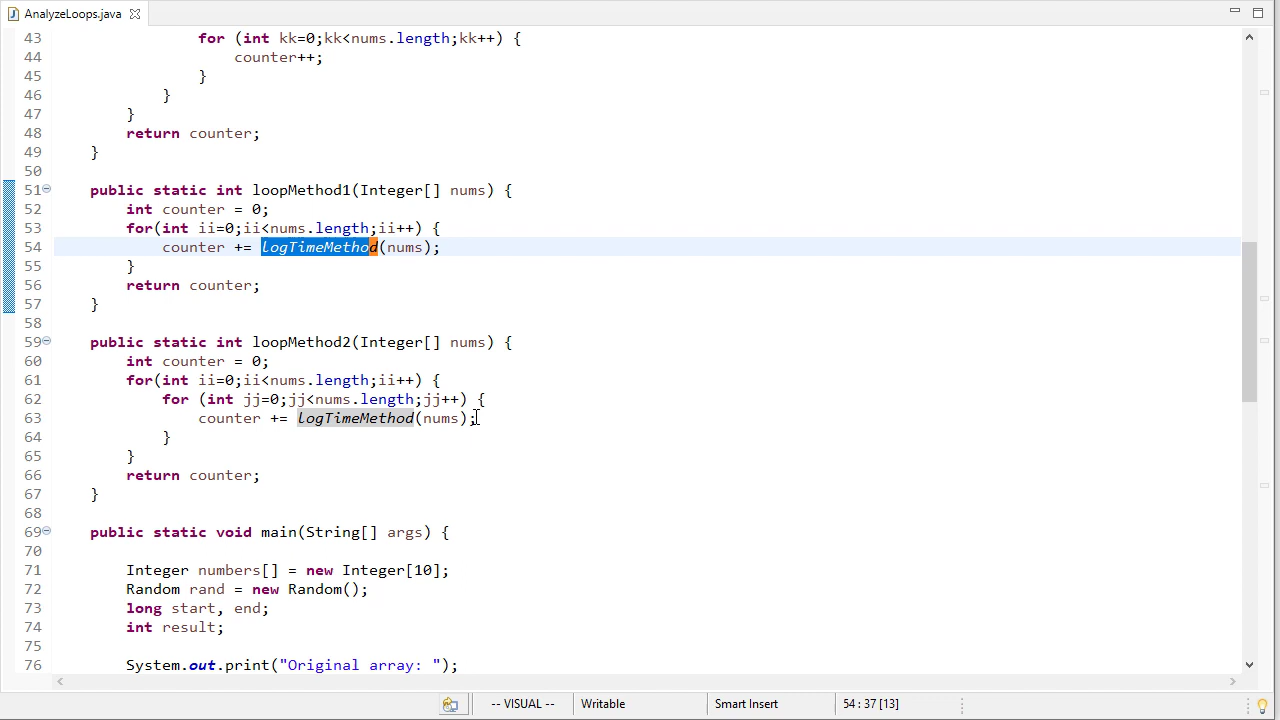 AnalyzeLoops.java
43 for (int kk=0;kk<nums.length;kk++) {
44 counter++;
45 }
46 }
47 }
48 return counter;
49 }
50
51 public static int loopMethod1(Integer[] nums) {
52 int counter = 0;
53 for(int ii=0;ii<nums.length;ii++) {
54 counter += logTimeMethod(nums);
55 }
56 return counter;
57 }
58
59 public static int loopMethod2(Integer[] nums) {
60 int counter = 0;
61 for(int ii=0;ii<nums.length;ii++) {
62 for (int jj=0;jj<nums.length;jj++) {
63 counter += logTimeMethod(nums);
64 }
65 }
66 return counter;
67 }
68
69 public static void main(String[] args) {
70
71 Integer numbers[] = new Integer[10];
72 Random rand = new Random();
73 long start, end;
74 int result;
75
76 System.out.print("Original array: ");
-- VISUAL -- Writable Smart Insert 54 : 37 [13]